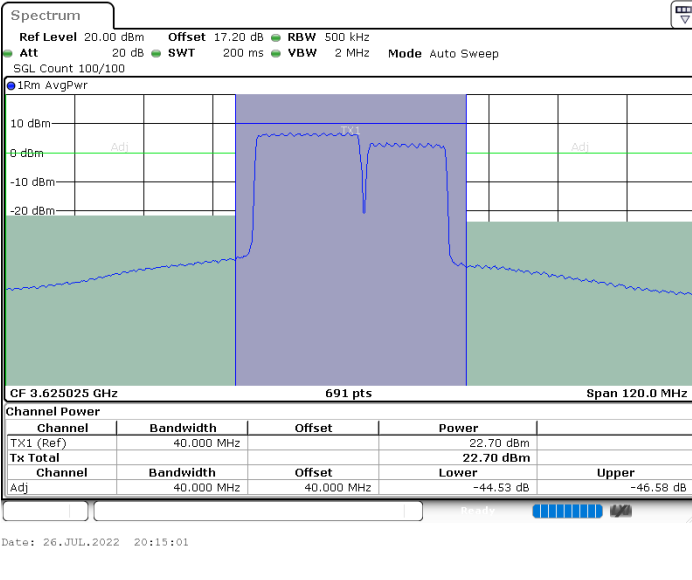 Spectrum
Ref Level 20.00 dBm Offset 17.20 dB RBW 500 kHz
Att 20 dB SWT 200 ms VBW 2 MHz Mode Auto Sweep
SGL Count 100/100
1Rm AvgPwr
10 dBm
TX1
Adj Adj
0 dBm
-10 dBm
-20 dBm
CF 3.625025 GHz 691 pts Span 120.0 MHz
Channel Power
Channel Bandwidth Offset Power
TX1 (Ref) 40.000 MHz 22.70 dBm
Tx Total 22.70 dBm
Channel Bandwidth Offset Lower Upper
Adj 40.000 MHz 40.000 MHz -44.53 dB -46.58 dB
Ready
Date: 26.JUL.2022 20:15:01